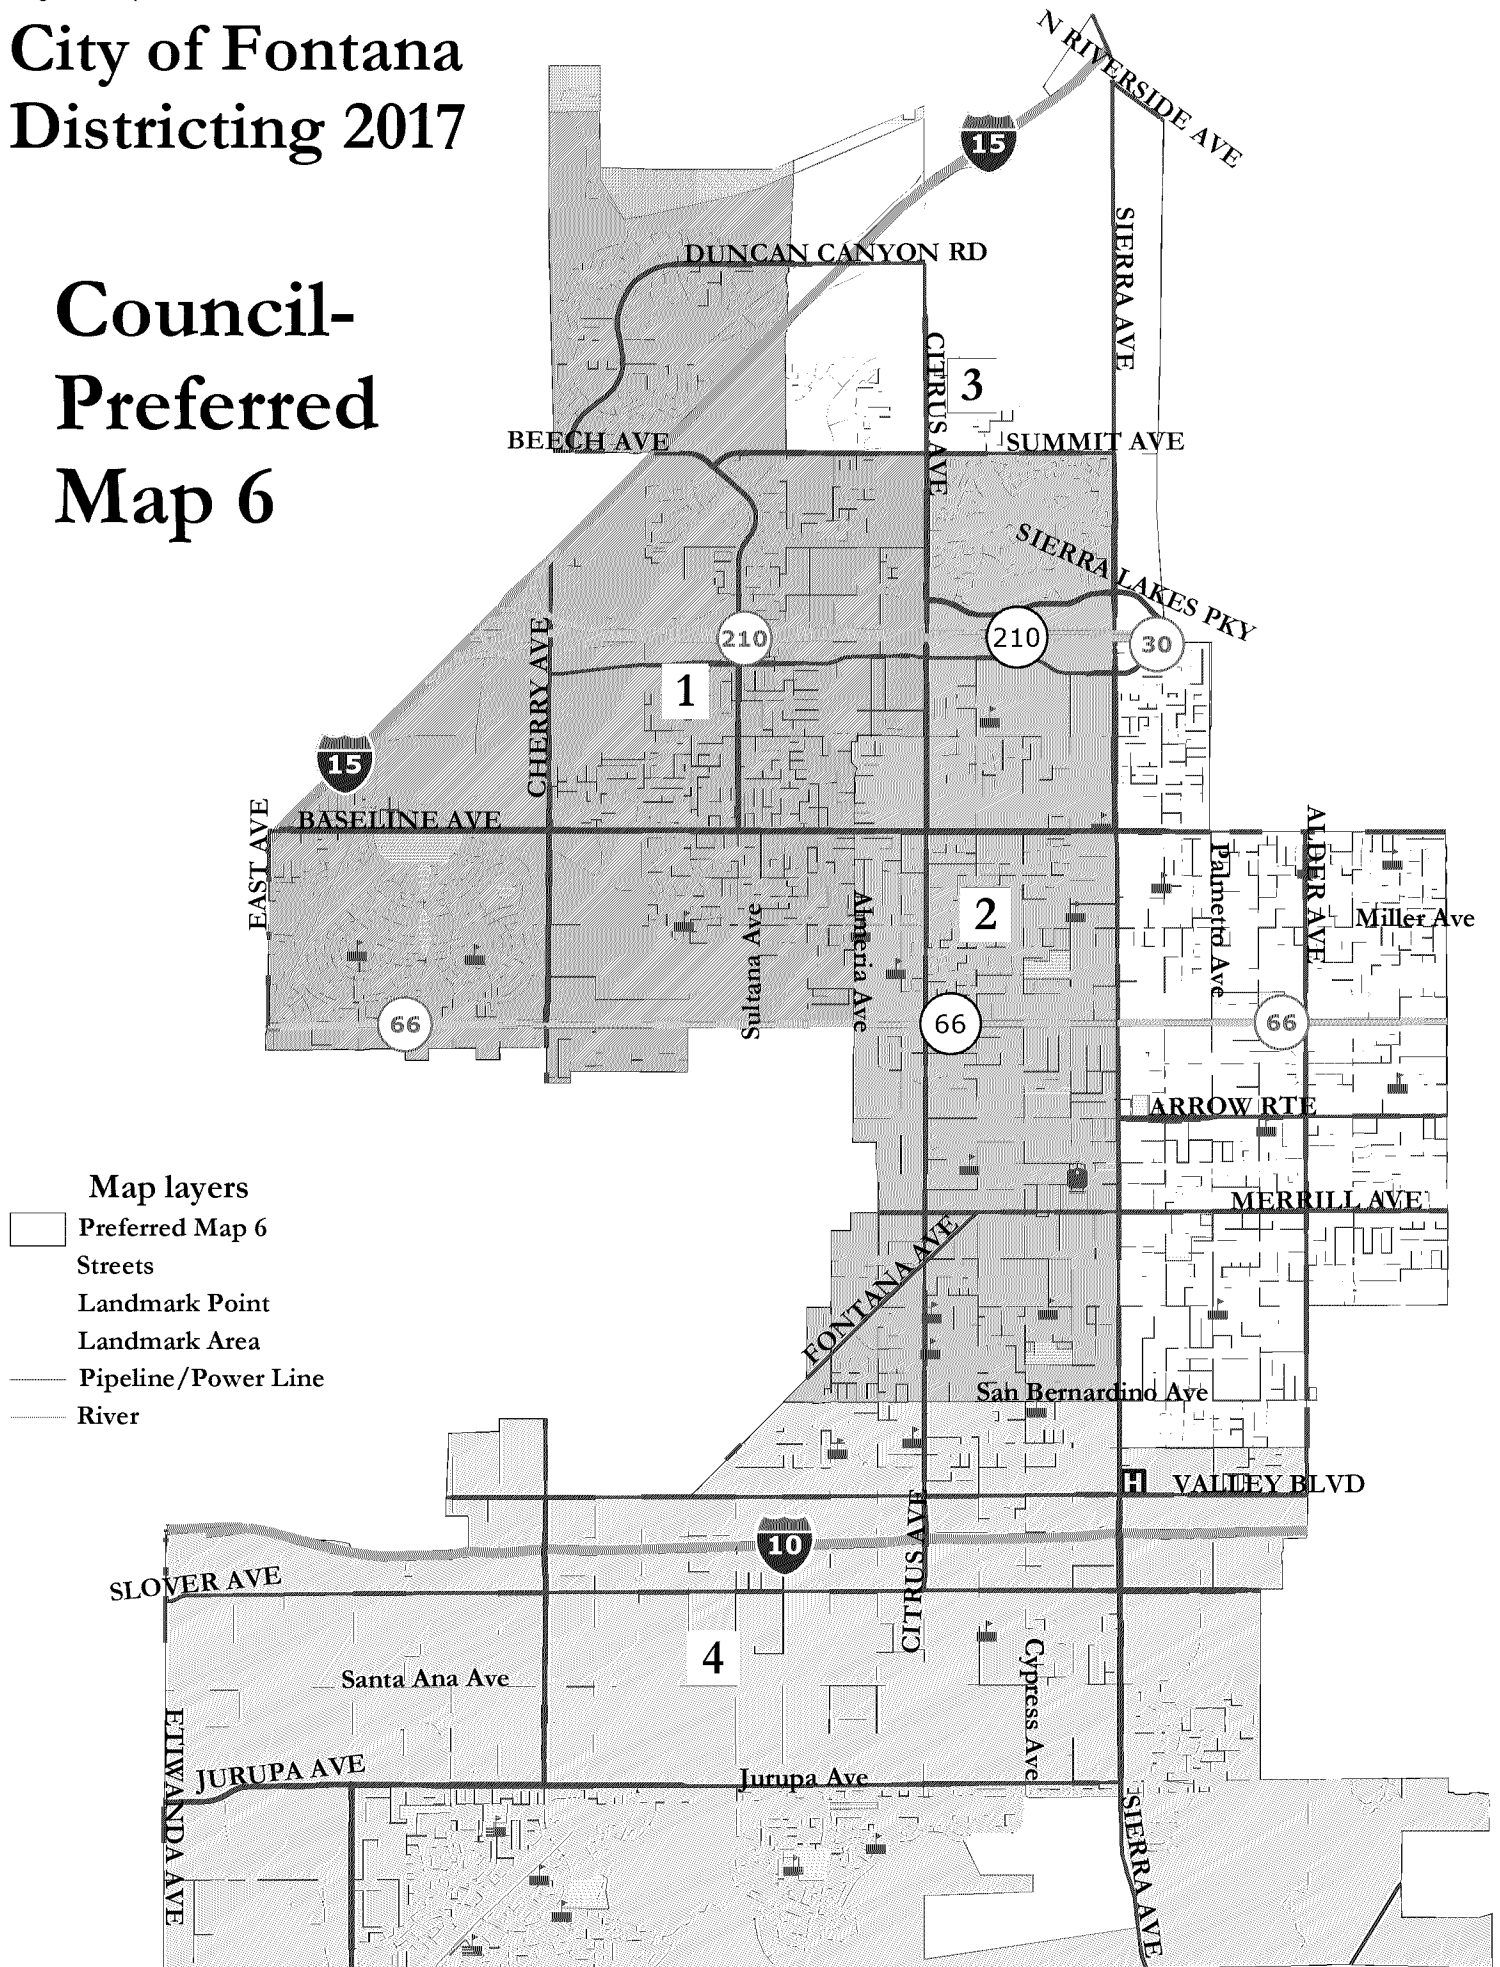 City of Fontana
Districting 2017
Council-
Preferred
Map 6
N RIVERSIDE AVE
15
SIERRA AVE
DUNCAN CANYON RD
CITRUS AVE
3
BEECH AVE
SUMMIT AVE
SIERRA LAKES PKY
210
210
30
CHERRY AVE
1
15
EAST AVE
BASELINE AVE
ALDER AVE
Palmetto Ave
Sultana Ave
Almeria Ave
2
Miller Ave
66
66
66
ARROW RTE
Map layers
Preferred Map 6
Streets
Landmark Point
Landmark Area
Pipeline/Power Line
River
MERRILL AVE
FONTANA AVE
San Bernardino Ave
H
VALLEY BLVD
CITRUS AVE
10
SLOVER AVE
4
Cypress Ave
Santa Ana Ave
ETIWANDA AVE
JURUPA AVE
Jurupa Ave
SIERRA AVE